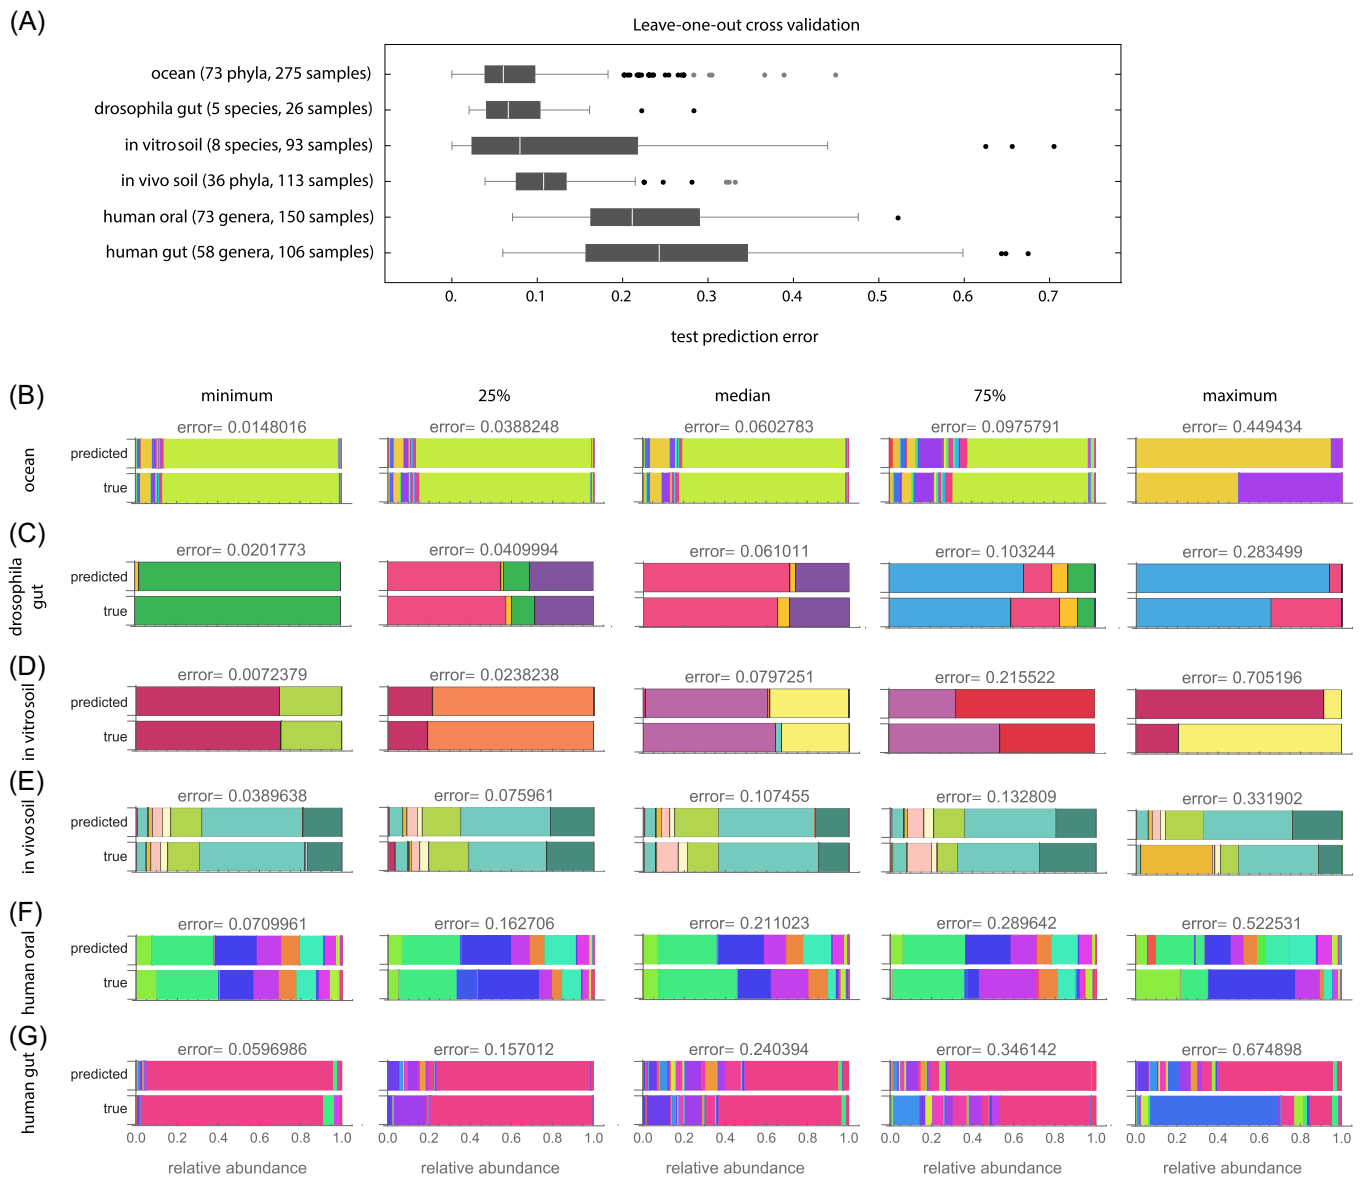 (A)
Leave-one-out cross validation
ocean (73 phyla, 275 samples)
drosophila gut (5 species, 26 samples)
in vitrosoil (8 species, 93 samples)
in vivo soil (36 phyla, 113 samples)
human oral (73 genera, 150 samples)
human gut (58 genera, 106 samples)
0. 0.1 0.2 0.3 0.4 0.5 0.6 0.7
test prediction error
(B) minimum 25% median 75% maximum
error= 0.0148016 error= 0.0388248 error= 0.0602783 error= 0.0975791 error= 0.449434
ocean
predicted
true
(C)
error= 0.0201773 error= 0.0409994 error= 0.061011 error= 0.103244 error= 0.283499
drosophila
gut
predicted
true
(D)
error= 0.0072379 error= 0.0238238 error= 0.0797251 error= 0.215522 error= 0.705196
in vitrosoil
predicted
true
(E)
error= 0.0389638 error= 0.075961 error= 0.107455 error= 0.132809 error= 0.331902
in vivosoil
predicted
true
(F)
error= 0.0709961 error= 0.162706 error= 0.211023 error= 0.289642 error= 0.522531
human oral
predicted
true
(G)
error= 0.0596986 error= 0.157012 error= 0.240394 error= 0.346142 error= 0.674898
human gut
predicted
true
0.0 0.2 0.4 0.6 0.8 1.0 0.0 0.2 0.4 0.6 0.8 1.0 0.0 0.2 0.4 0.6 0.8 1.0 0.0 0.2 0.4 0.6 0.8 1.0 0.0 0.2 0.4 0.6 0.8 1.0
relative abundance relative abundance relative abundance relative abundance relative abundance